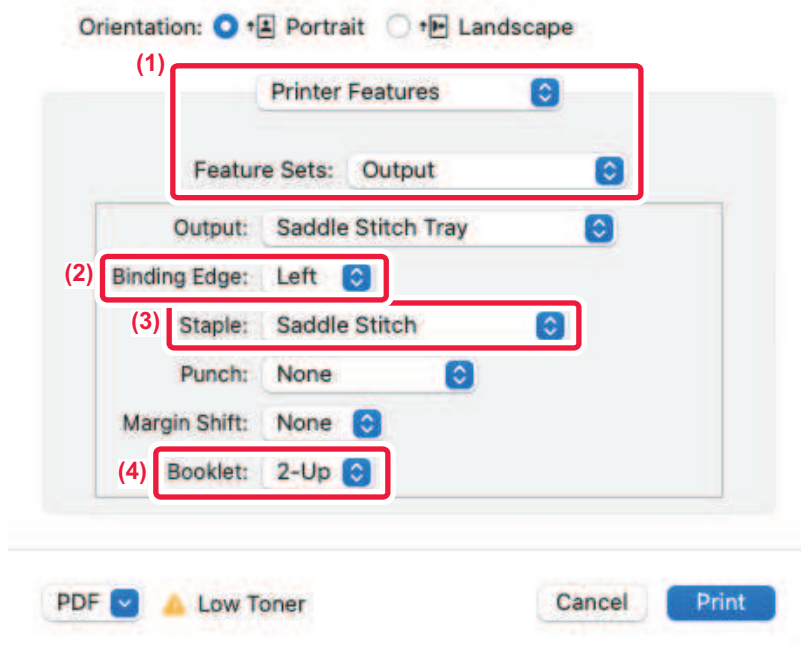 Orientation: Portrait Landscape
(1)
Printer Features
Feature Sets: Output
Output: Saddle Stitch Tray
(2) Binding Edge: Left
(3) Staple: Saddle Stitch
Punch: None
Margin Shift: None
(4) Booklet: 2-Up
PDF Low Toner Cancel Print